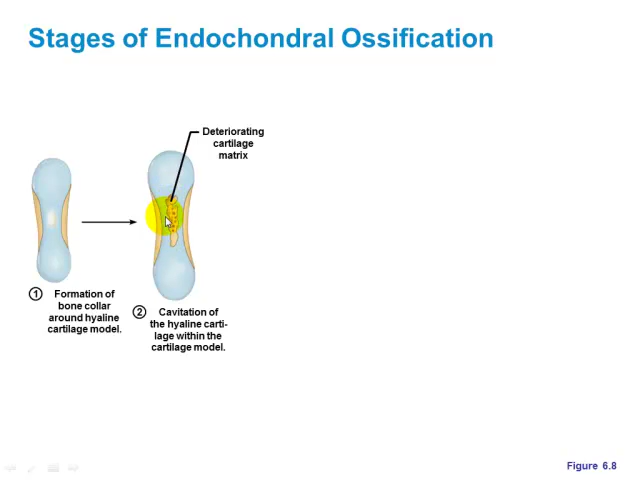 Stages of Endochondral Ossification
Deteriorating
cartilage
matrix
1 Formation of
bone collar
around hyaline
cartilage model.
2 Cavitation of
the hyaline carti-
lage within the
cartilage model.
Figure 6.8